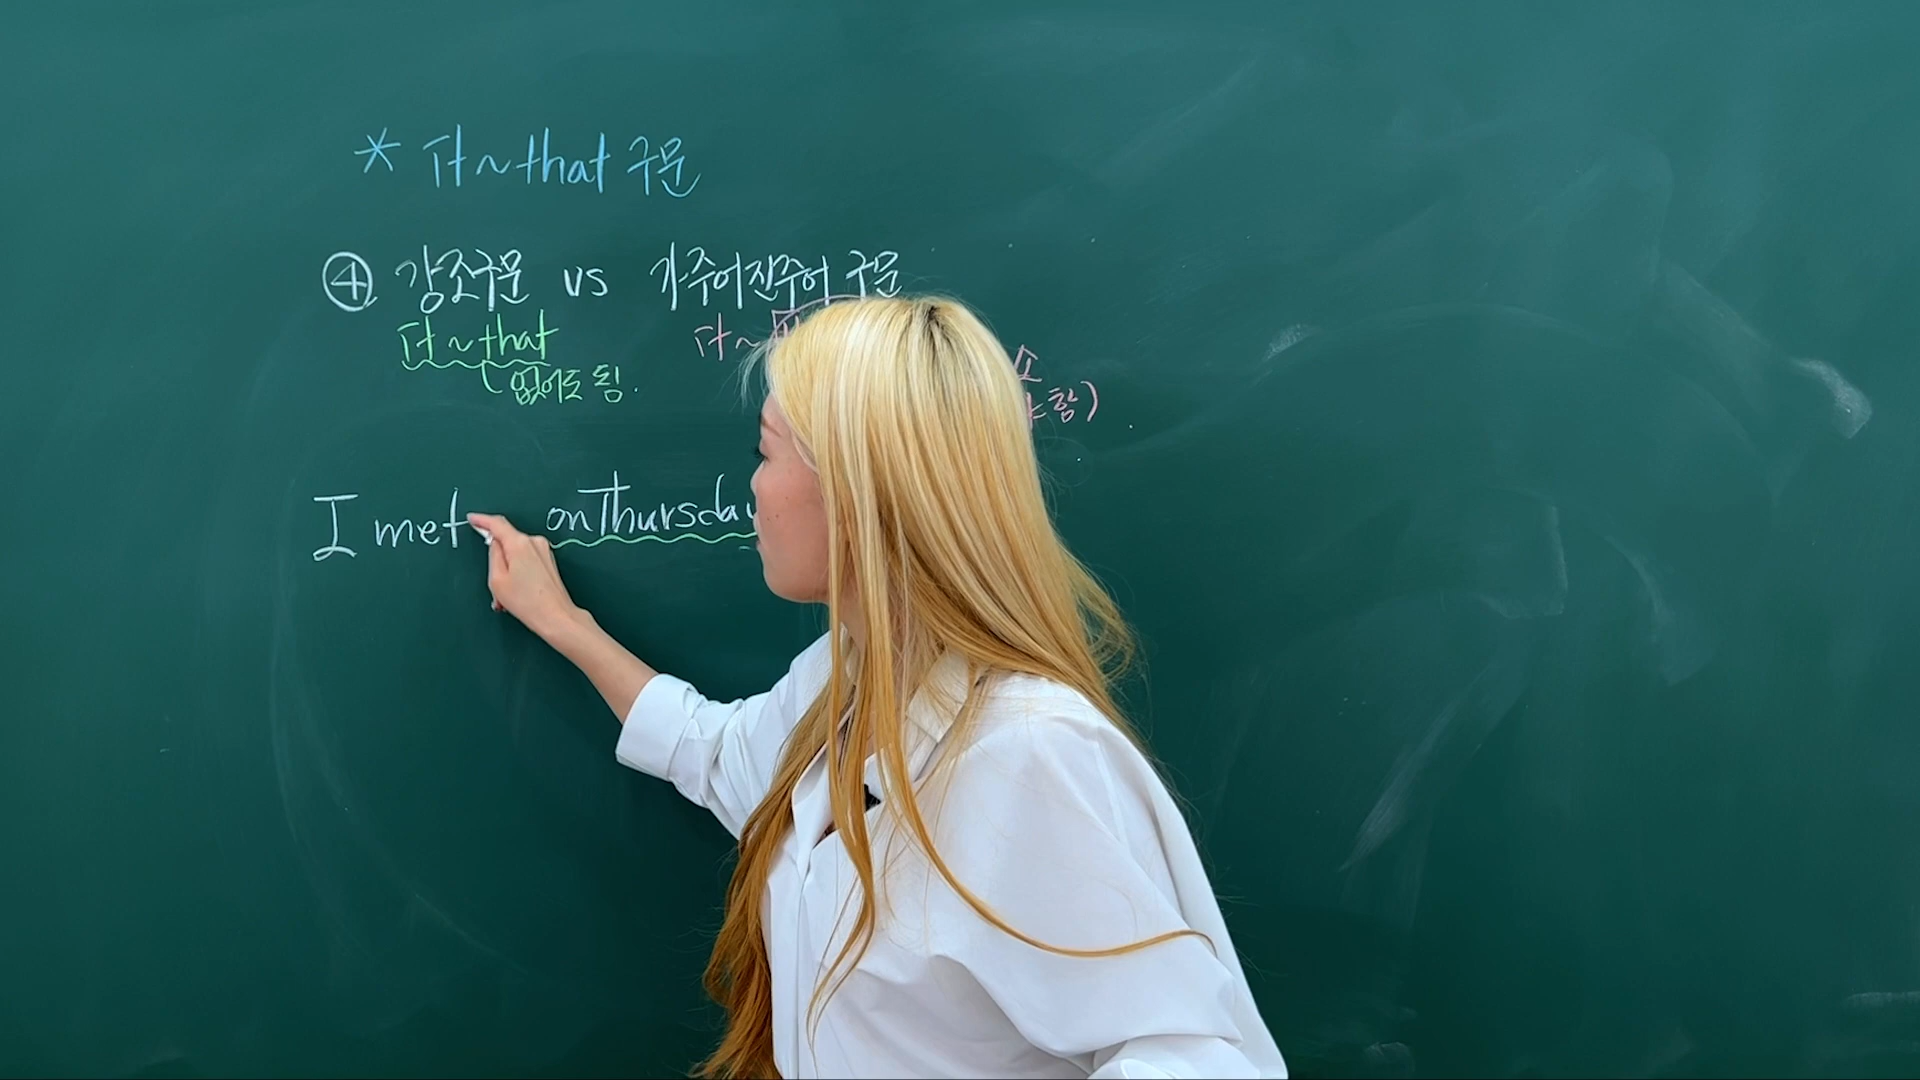 * It ~ that 구문
④ 강조구문 vs 가주어진주어 구문
It ~ that it ~
없어도 됨.
I met on Thursday